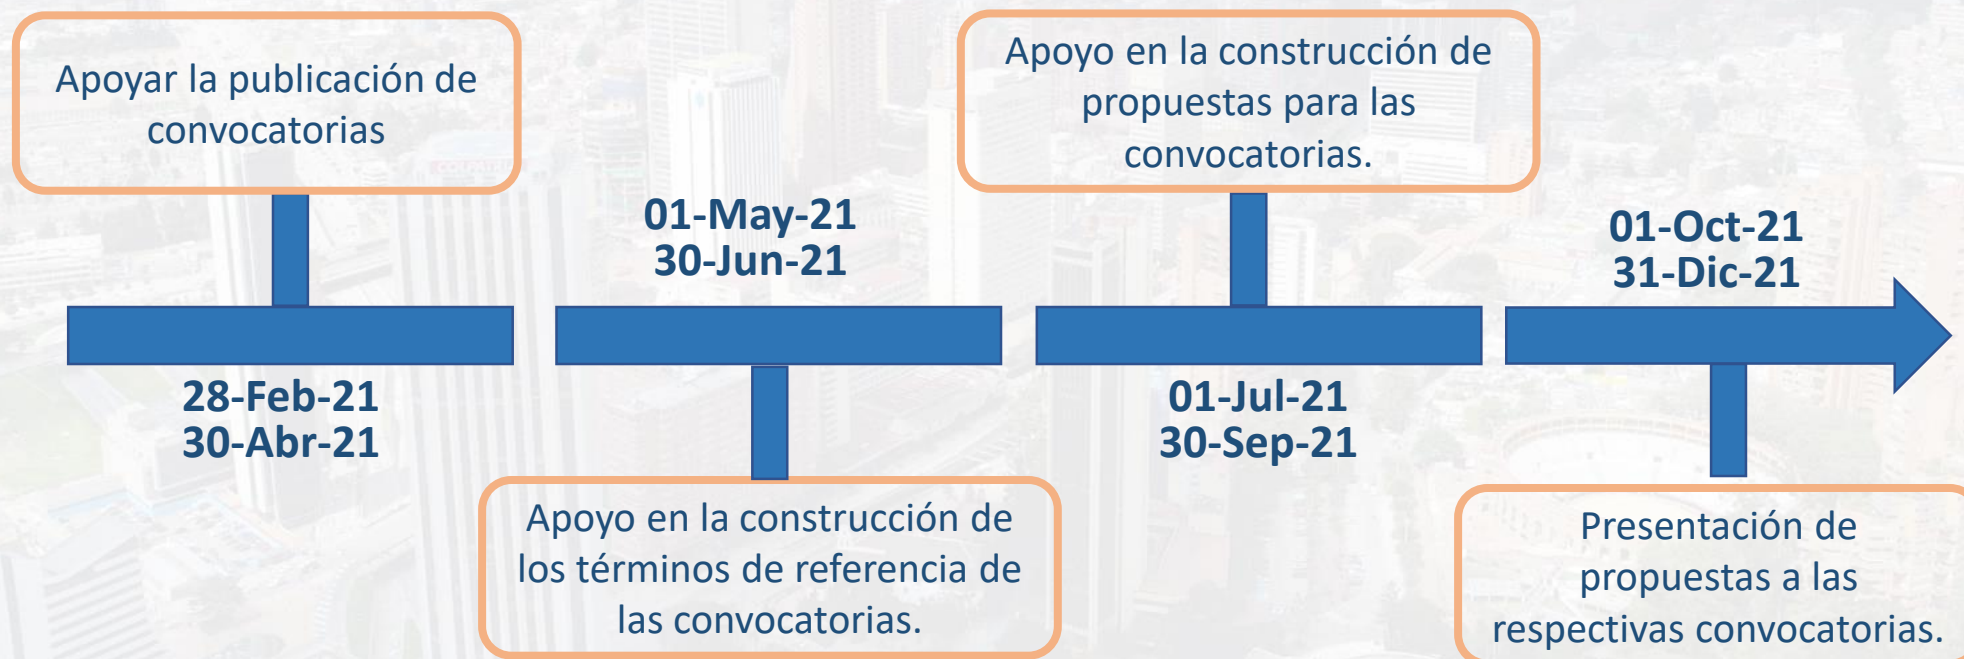 Apoyar la publicación de
convocatorias
28-Feb-21
30-Abr-21
01-May-21
30-Jun-21
Apoyo en la construcción de
los términos de referencia de
las convocatorias.
Apoyo en la construcción de
propuestas para las
convocatorias.
01-Jul-21
30-Sep-21
01-Oct-21
31-Dic-21
Presentación de
propuestas a las
respectivas convocatorias.